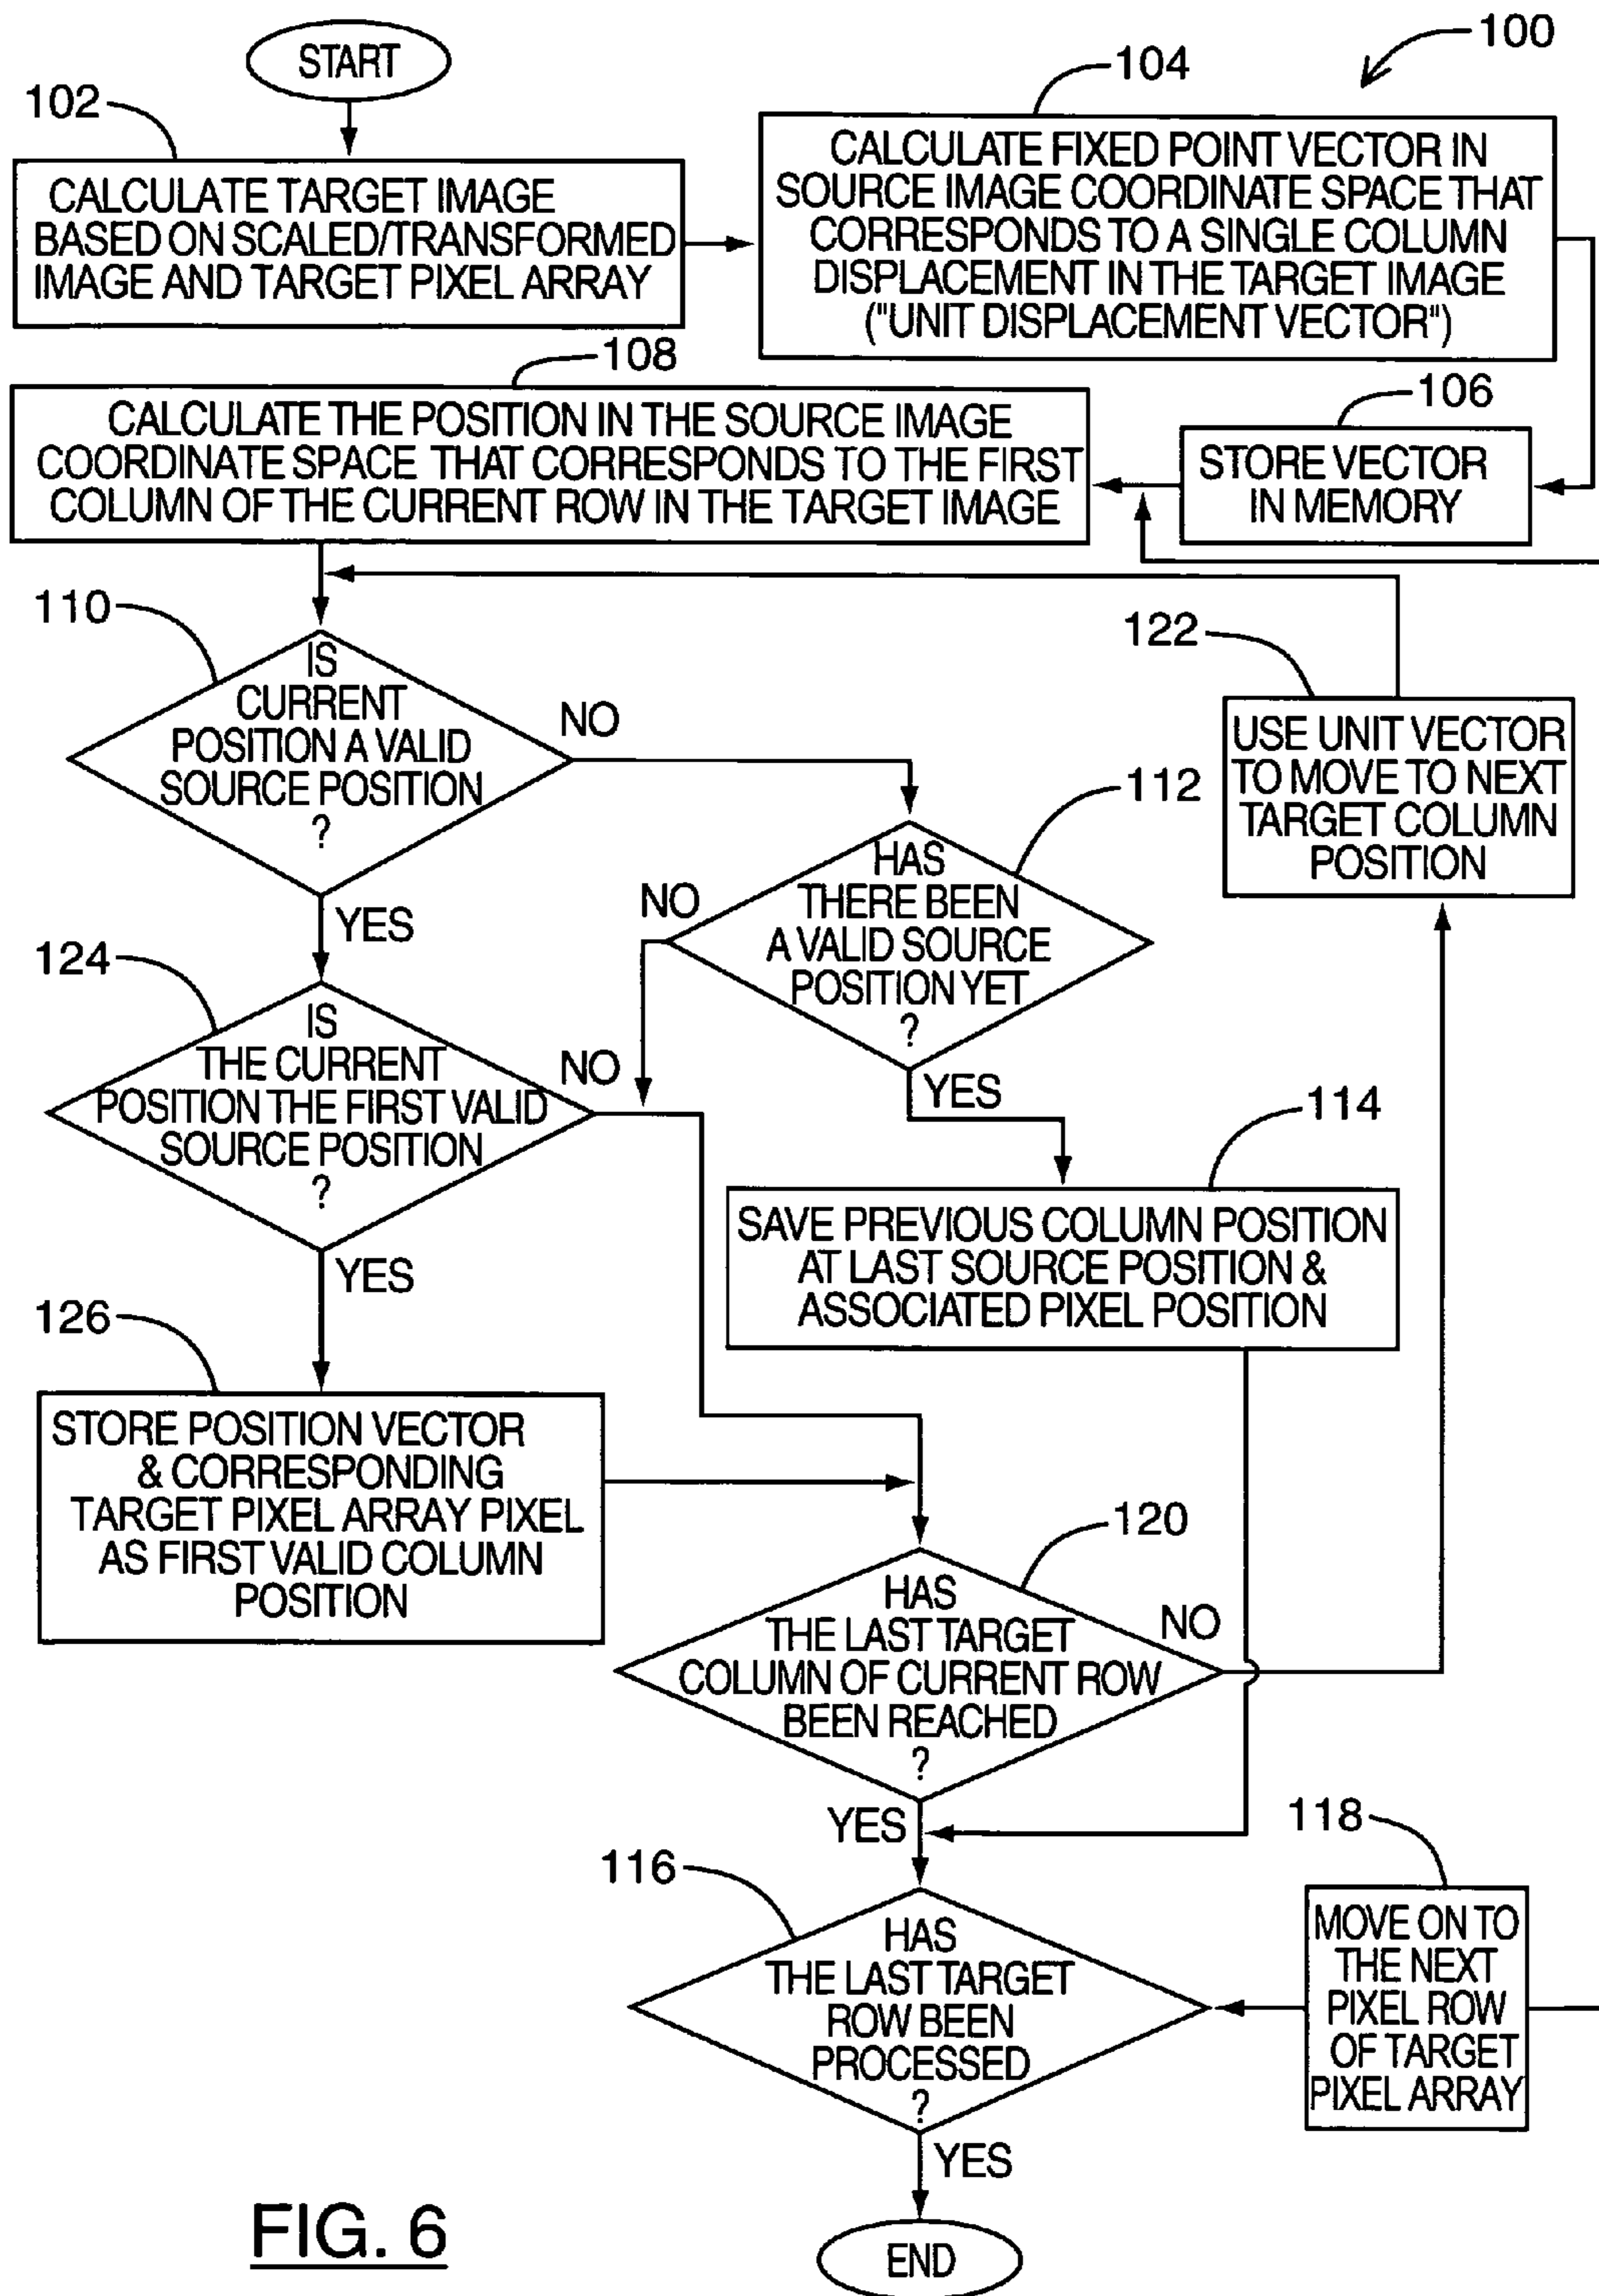 START
100
102
104
CALCULATE TARGET IMAGE
BASED ON SCALED/TRANSFORMED
IMAGE AND TARGET PIXEL ARRAY
CALCULATE FIXED POINT VECTOR IN
SOURCE IMAGE COORDINATE SPACE THAT
CORRESPONDS TO A SINGLE COLUMN
DISPLACEMENT IN THE TARGET IMAGE
("UNIT DISPLACEMENT VECTOR")
108
CALCULATE THE POSITION IN THE SOURCE IMAGE
COORDINATE SPACE THAT CORRESPONDS TO THE FIRST
COLUMN OF THE CURRENT ROW IN THE TARGET IMAGE
106
STORE VECTOR
IN MEMORY
110
IS
CURRENT
POSITION A VALID
SOURCE POSITION
?
NO
YES
122
USE UNIT VECTOR
TO MOVE TO NEXT
TARGET COLUMN
POSITION
112
HAS
THERE BEEN
A VALID SOURCE
POSITION YET
?
NO
YES
124
IS
THE CURRENT
POSITION THE FIRST VALID
SOURCE POSITION
?
NO
YES
114
SAVE PREVIOUS COLUMN POSITION
AT LAST SOURCE POSITION &
ASSOCIATED PIXEL POSITION
126
STORE POSITION VECTOR
& CORRESPONDING
TARGET PIXEL ARRAY PIXEL
AS FIRST VALID COLUMN
POSITION
120
HAS
THE LAST TARGET
COLUMN OF CURRENT ROW
BEEN REACHED
?
NO
YES
116
HAS
THE LAST TARGET
ROW BEEN
PROCESSED
?
YES
118
MOVE ON TO
THE NEXT
PIXEL ROW
OF TARGET
PIXEL ARRAY
END
FIG. 6